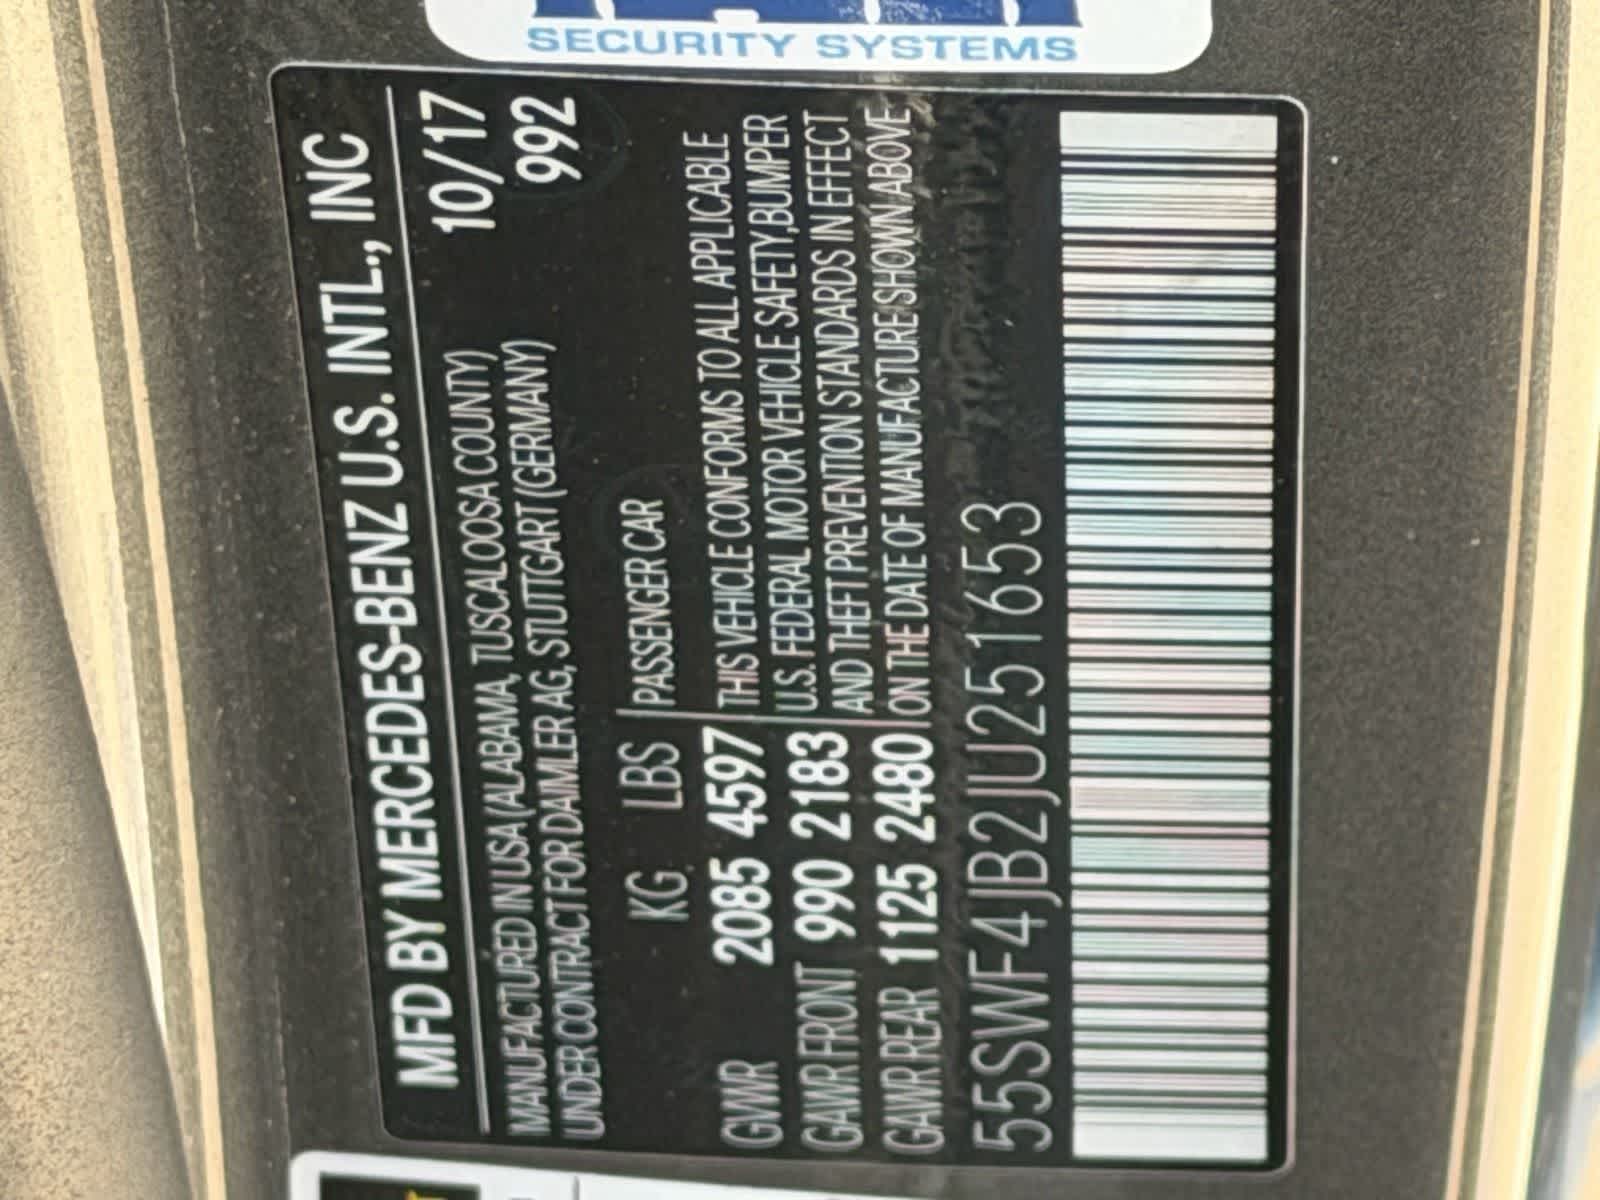 SECURITY SYSTEMS
MFD BY MERCEDES-BENZ U.S. INTL., INC
MANUFACTURED IN USA (ALABAMA, TUSCALOOSA COUNTY) 10/17
UNDER CONTRACT FOR DAIMLER AG, STUTTGART (GERMANY) 992
KG LBS PASSENGER CAR
GVWR 2085 4597 THIS VEHICLE CONFORMS TO ALL APPLICABLE
U.S. FEDERAL MOTOR VEHICLE SAFETY,BUMPER
GAWR FRONT 990 2183 AND THEFT PREVENTION STANDARDS IN EFFECT
GAWR REAR 1125 2480 ON THE DATE OF MANUFACTURE SHOWN ABOVE
55SWF4JB2JU251653